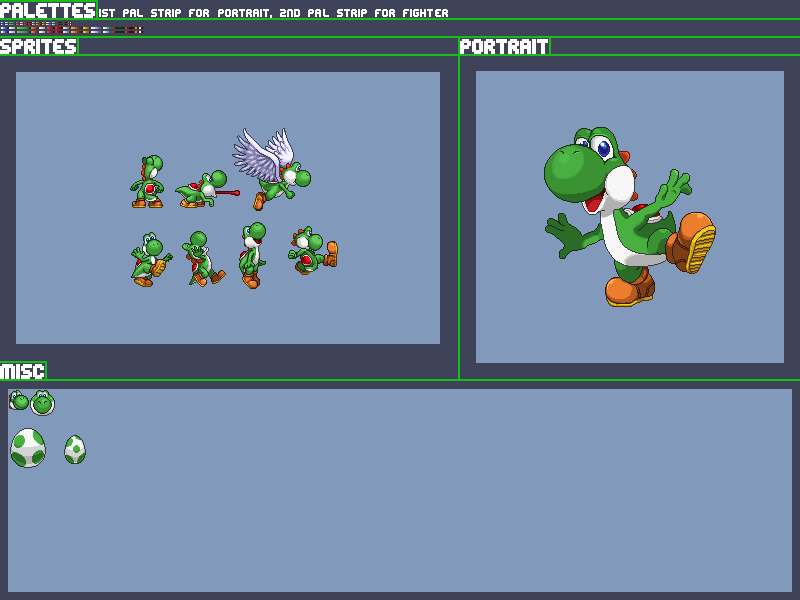 PALETTES 1ST PAL STRIP FOR PORTRAIT, 2ND PAL STRIP FOR FIGHTER
SPRITES
PORTRAIT
MISC